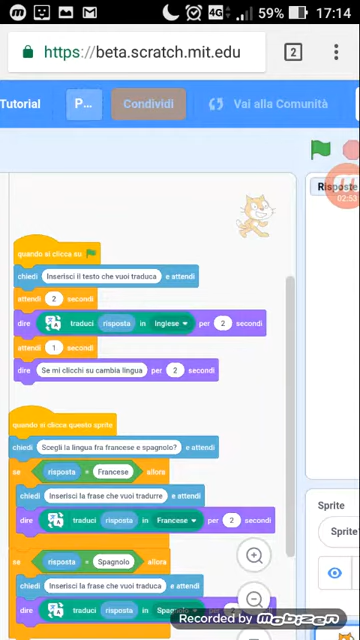 4G 59% 17:14
https://beta.scratch.mit.edu 2
Tutorial P... Condividi Vai alla Comunità
Risposte
02:53
quando si clicca su
chiedi Inserisci il testo che vuoi traduca e attendi
attendi 2 secondi
dire traduci risposta in Inglese per 2 secondi
attendi 1 secondi
dire Se mi clicchi su cambia lingua per 2 secondi
quando si clicca questo sprite
chiedi Scegli la lingua fra francese e spagnolo? e attendi
se risposta = Francese allora
chiedi Inserisci la frase che vuoi tradurre e attendi
dire traduci risposta in Francese per 2 secondi
se risposta = Spagnolo allora
chiedi Inserisci la frase che vuoi traduca e attendi
dire traduci risposta in Spagnolo
Sprite
Sprite
Recorded by Mobizen